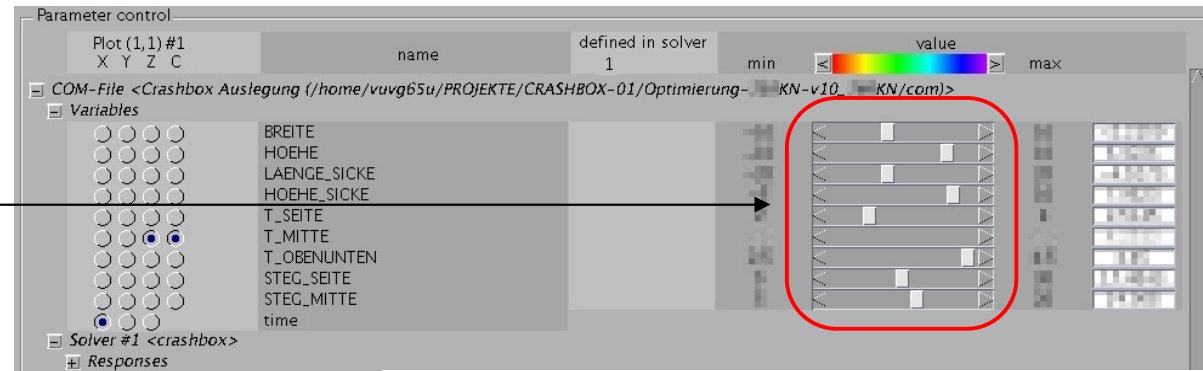 Parameter control
Plot (1,1) #1
X Y Z C
name
defined in solver
1
min
value
max
COM-File <Crashbox Auslegung (/home/vuvg65u/PROJEKTE/CRASHBOX-01/Optimierung- KN-v10_ KN/com)>
Variables
BREITE
HOEHE
LAENGE_SICKE
HOEHE_SICKE
T_SEITE
T_MITTE
T_OBENUNTEN
STEG_SEITE
STEG_MITTE
time
Solver #1 <crashbox>
Responses